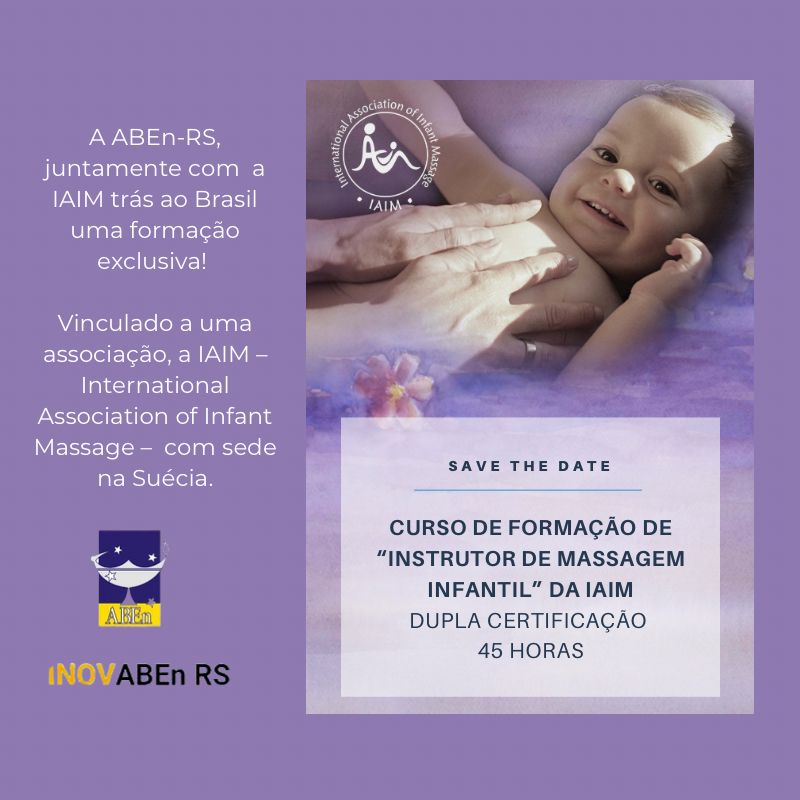 A ABEn-RS,
juntamente com a
IAIM trás ao Brasil
uma formação
exclusiva!
Vinculado a uma
associação, a IAIM –
International
Association of Infant
Massage – com sede
na Suécia.
ABEn
INOVABEn RS
International Association of Infant Massage
• IAIM •
SAVE THE DATE
CURSO DE FORMAÇÃO DE
“INSTRUTOR DE MASSAGEM
INFANTIL” DA IAIM
DUPLA CERTIFICAÇÃO
45 HORAS